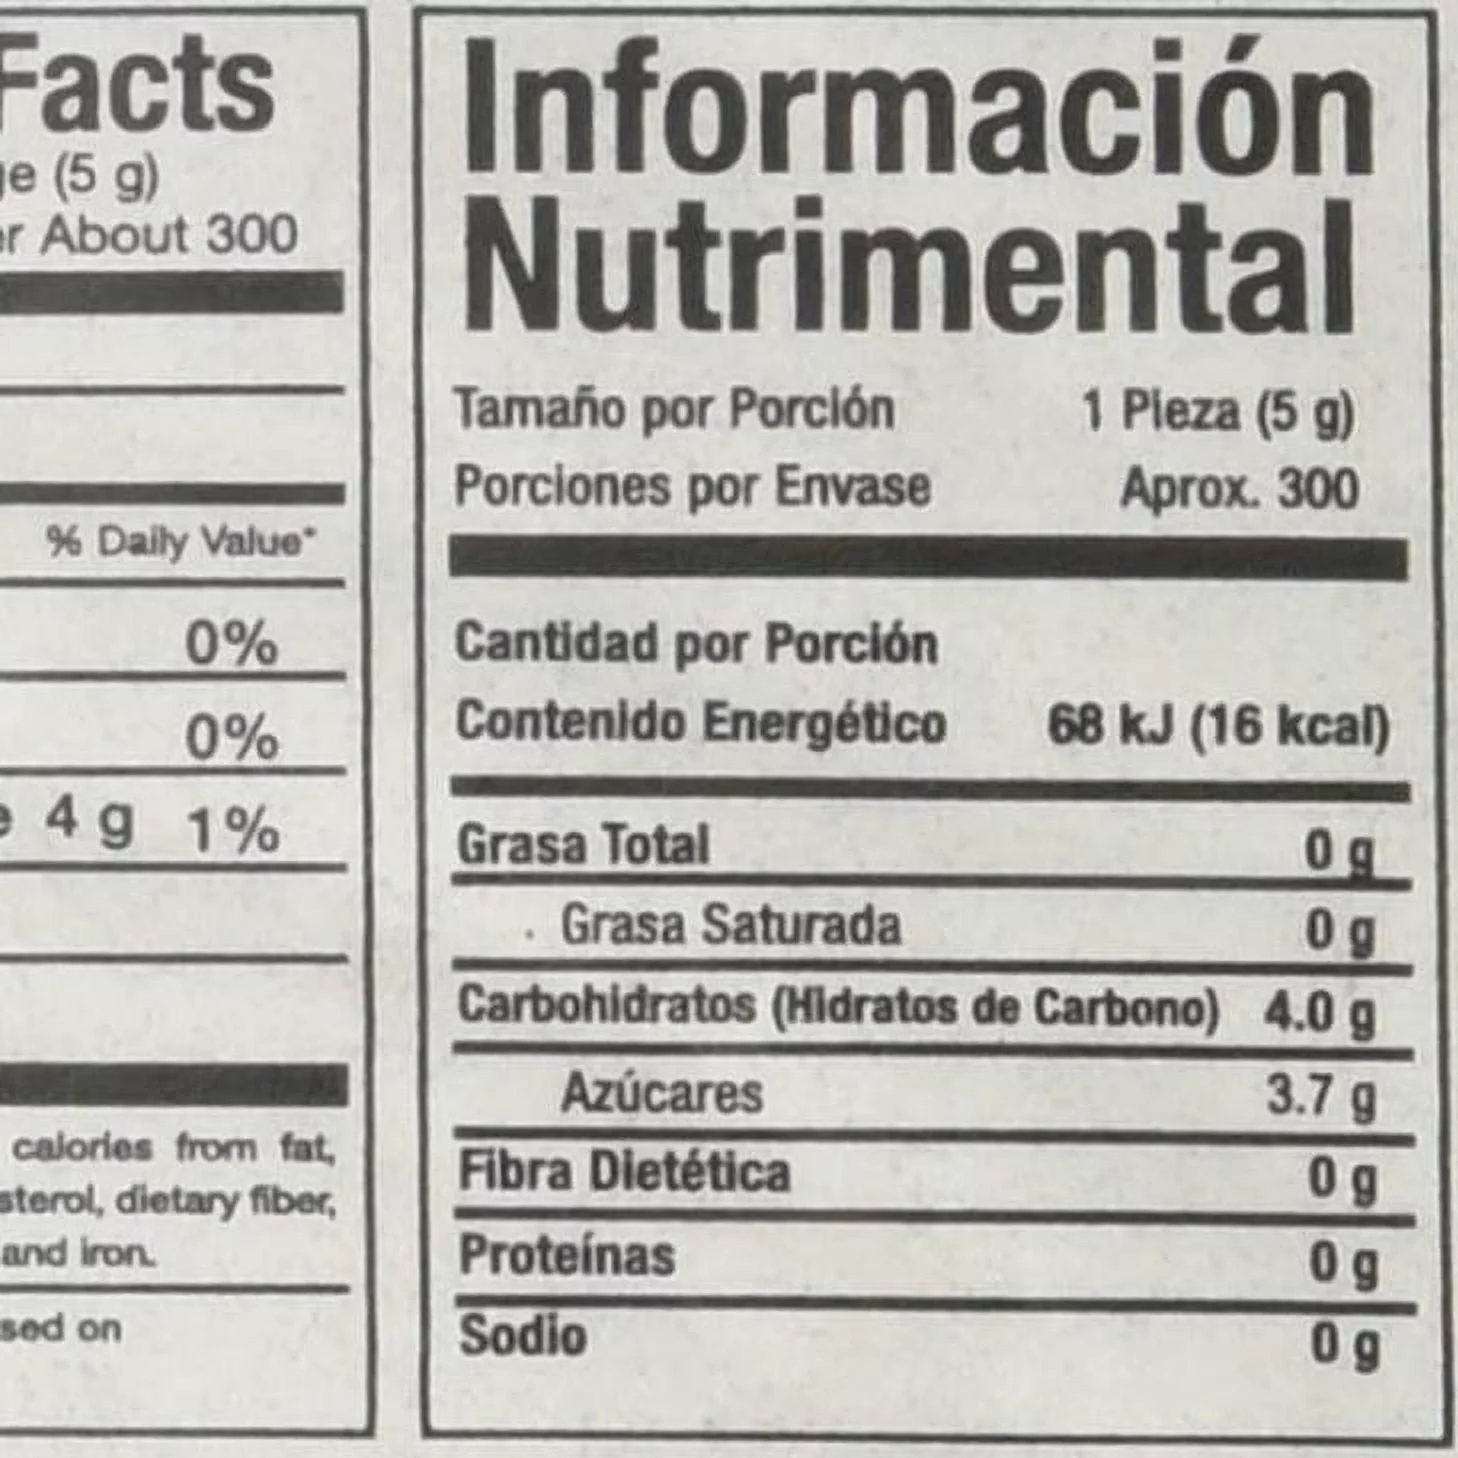 Facts
ge (5 g)
er About 300
% Daily Value*
0%
0%
e 4 g 1%
calories from fat,
sterol, dietary fiber,
and iron.
sed on
Información
Nutrimental
Tamaño por Porción 1 Pieza (5 g)
Porciones por Envase Aprox. 300
Cantidad por Porción
Contenido Energético 68 kJ (16 kcal)
Grasa Total 0 g
Grasa Saturada 0 g
Carbohidratos (Hidratos de Carbono) 4.0 g
Azúcares 3.7 g
Fibra Dietética 0 g
Proteínas 0 g
Sodio 0 g